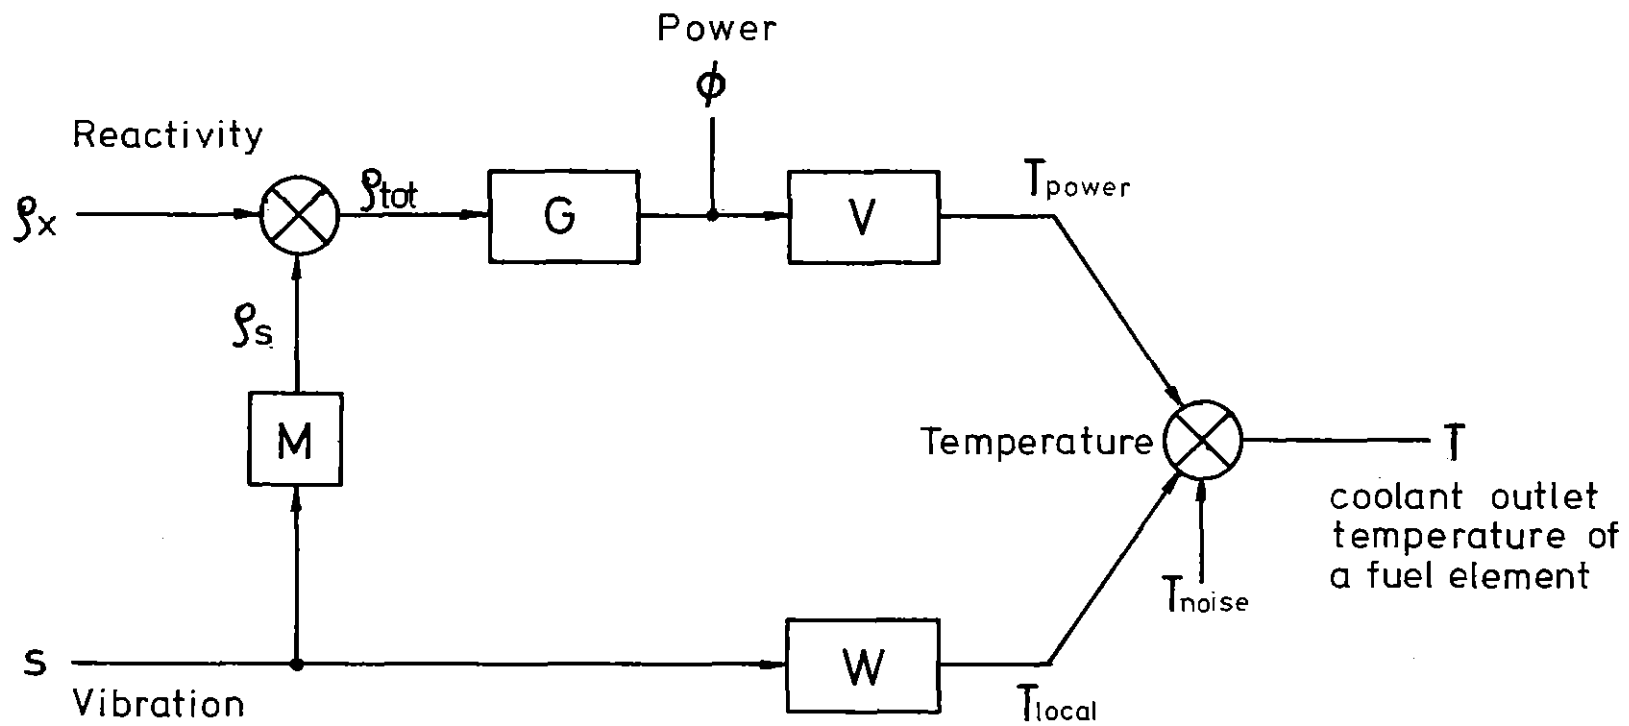 Power
ϕ
Reactivity
ρx
ρtot
G
V
Tpower
ρs
M
Temperature
T
coolant outlet
temperature of
a fuel element
Tnoise
s
W
Vibration
Tlocal